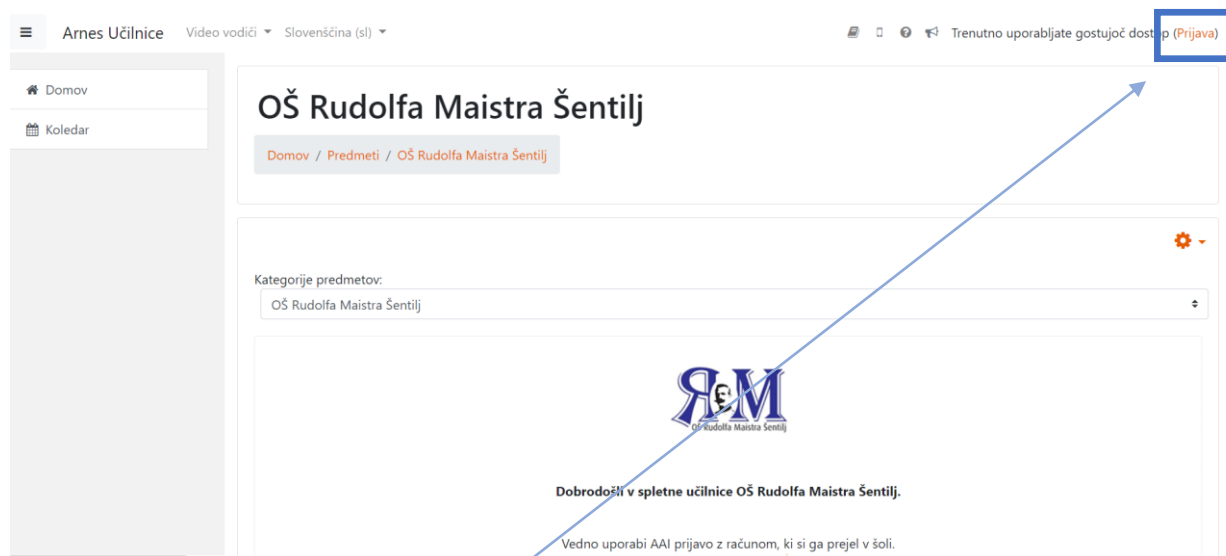 Arnes Učilnice Video vodiči Slovenščina (sl) Trenutno uporabljate gostujoč dostop (Prijava)
Domov
Koledar
OŠ Rudolfa Maistra Šentilj
Domov / Predmeti / OŠ Rudolfa Maistra Šentilj
Kategorije predmetov:
OŠ Rudolfa Maistra Šentilj
RM
OŠ Rudolfa Maistra Šentilj
Dobrodošli v spletne učilnice OŠ Rudolfa Maistra Šentilj.
Vedno uporabi AAI prijavo z računom, ki si ga prejel v šoli.